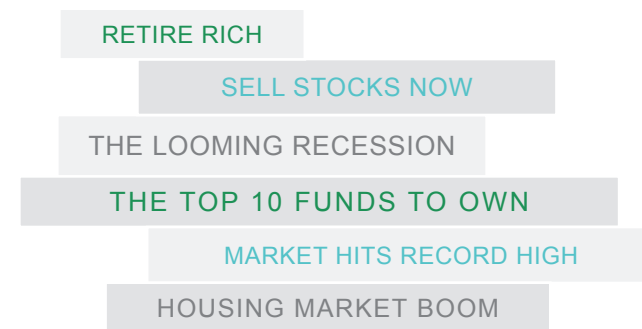 RETIRE RICH
SELL STOCKS NOW
THE LOOMING RECESSION
THE TOP 10 FUNDS TO OWN
MARKET HITS RECORD HIGH
HOUSING MARKET BOOM